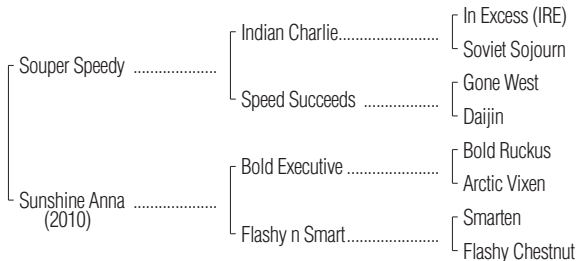 In Excess (IRE)
Indian Charlie....................
Soviet Sojourn
Souper Speedy ...................
Gone West
Speed Succeeds .................
Daijin
Bold Ruckus
Bold Executive .....................
Arctic Vixen
Sunshine Anna ...................
(2010)
Smarten
Flashy n Smart.....................
Flashy Chestnut